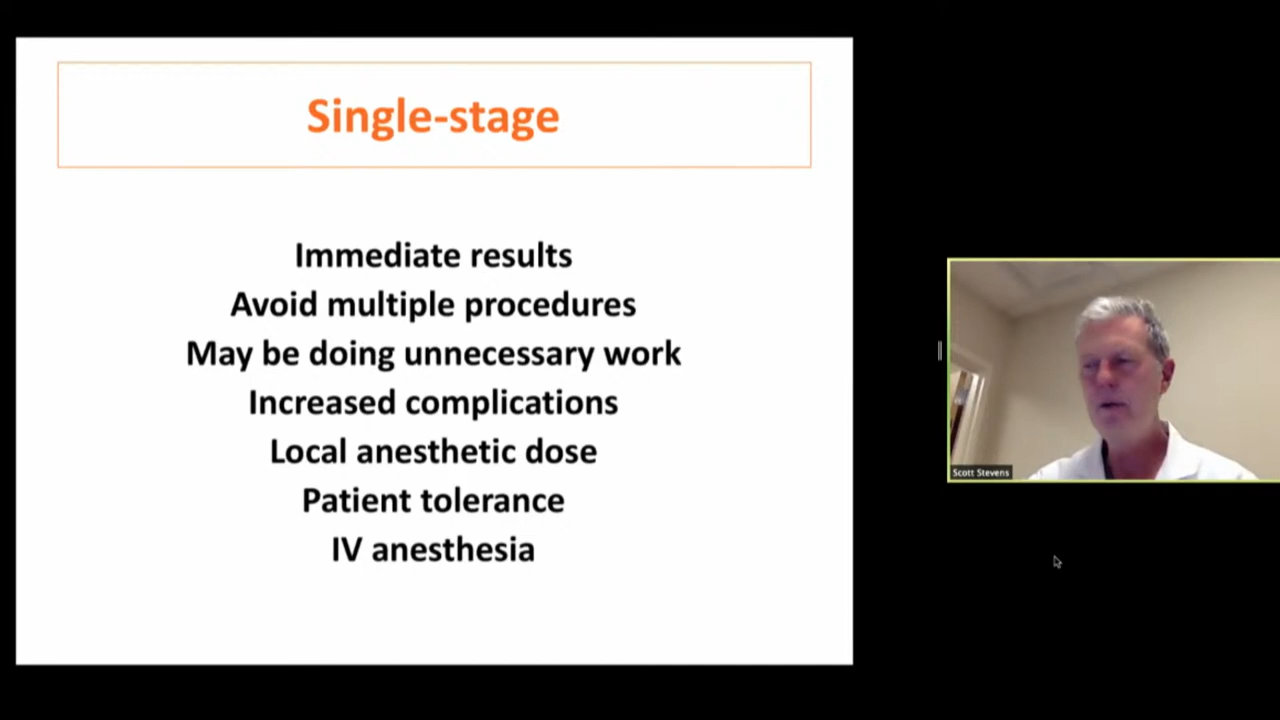 Single-stage
Immediate results
Avoid multiple procedures
May be doing unnecessary work
Increased complications
Local anesthetic dose
Patient tolerance
IV anesthesia
Scott Stevens